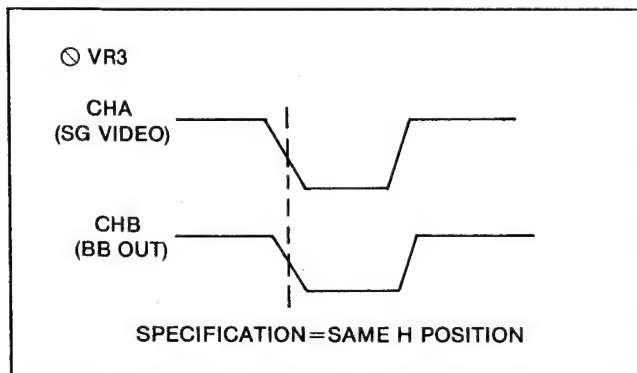 ⦸ VR3
CHA
(SG VIDEO)
CHB
(BB OUT)
SPECIFICATION=SAME H POSITION